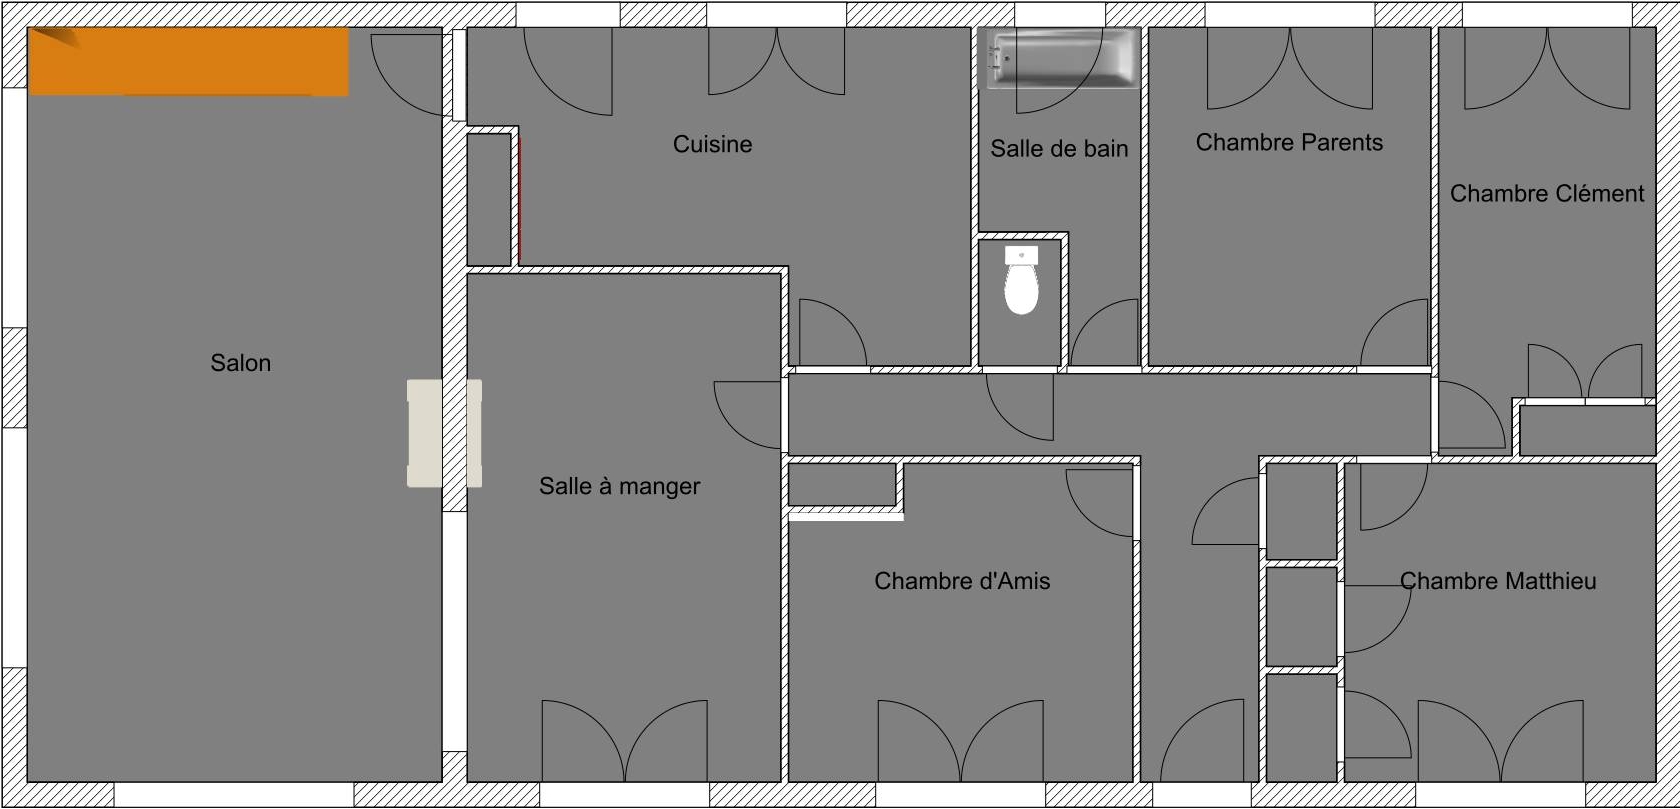 Cuisine
Salle de bain
Chambre Parents
Chambre Clément
Salon
Salle à manger
Chambre d'Amis
Chambre Matthieu